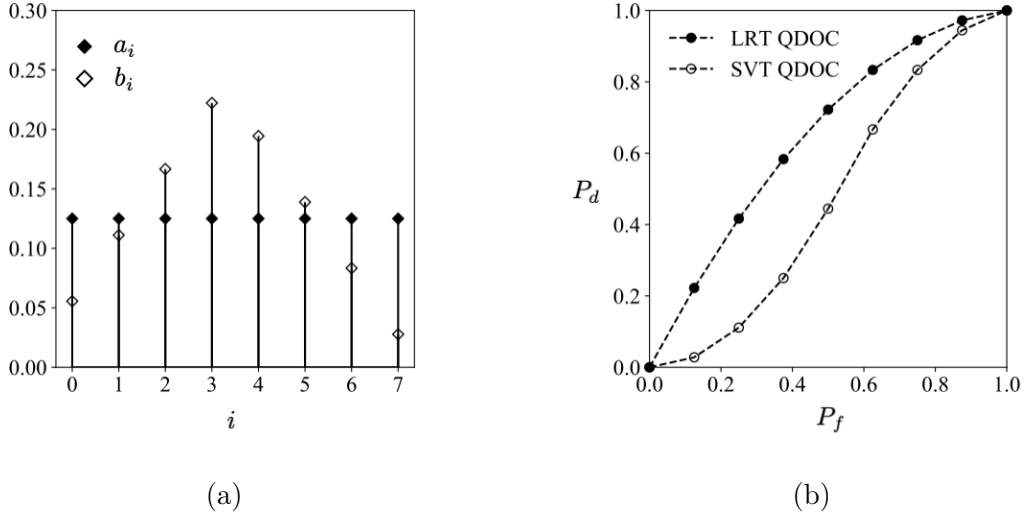 0.30
0.25
0.20
0.15
0.10
0.05
0.00
a_i
b_i
0 1 2 3 4 5 6 7
i
(a)
1.0
0.8
0.6
0.4
0.2
0.0
P_d
LRT QDOC
SVT QDOC
0.0 0.2 0.4 0.6 0.8 1.0
P_f
(b)